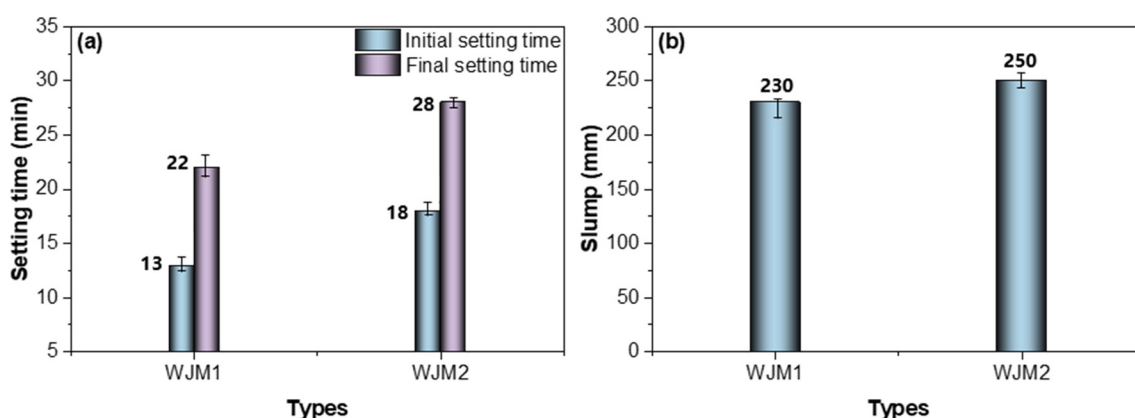 (a)
Initial setting time
Final setting time
Setting time (min)
35
30
25
20
15
10
5
13
22
18
28
WJM1
WJM2
Types
(b)
Slump (mm)
300
250
200
150
100
50
0
230
250
WJM1
WJM2
Types